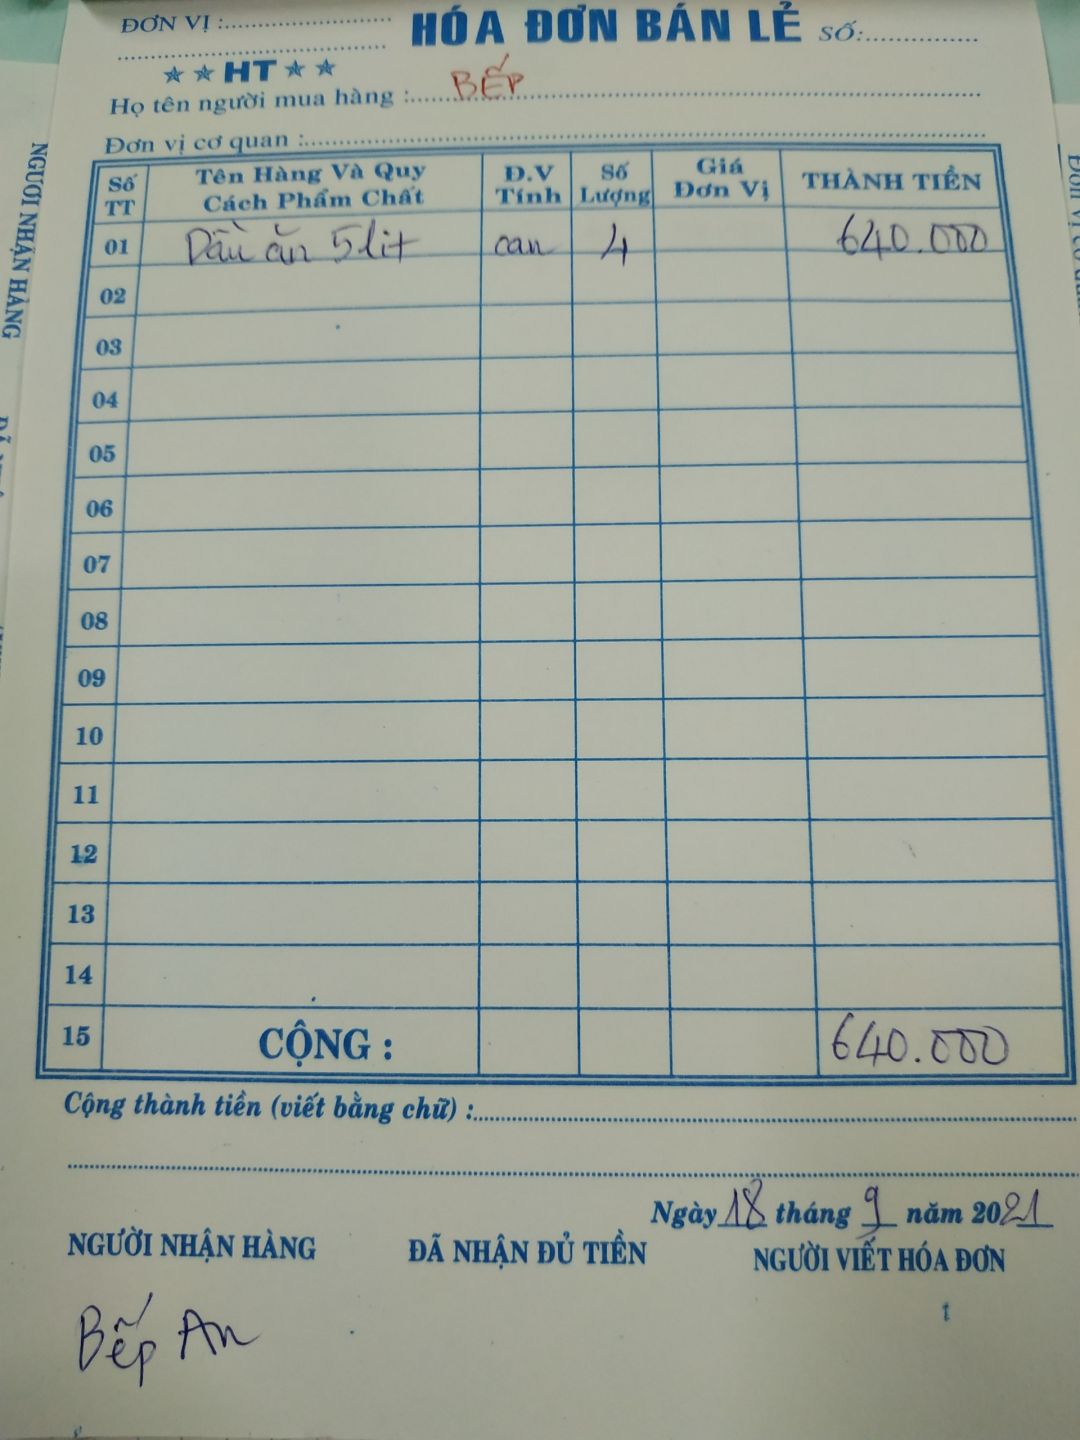 ĐƠN VỊ :........................ HÓA ĐƠN BÁN LẺ SỐ:................
★ ★ HT ★ ★
Họ tên người mua hàng : BẾP
Đơn vị cơ quan :
Số TT Tên Hàng Và Quy Cách Phẩm Chất Đ.V Tính Số Lượng Giá Đơn Vị THÀNH TIỀN
01 Dầu ăn 5 lit can 4 640.000
02
03
04
05
06
07
08
09
10
11
12
13
14
15 CỘNG : 640.000
Cộng thành tiền (viết bằng chữ) :
Ngày 18 tháng 9 năm 2021
NGƯỜI NHẬN HÀNG ĐÃ NHẬN ĐỦ TIỀN NGƯỜI VIẾT HÓA ĐƠN
Bếp An
NGƯỜI NHẬN HÀNG